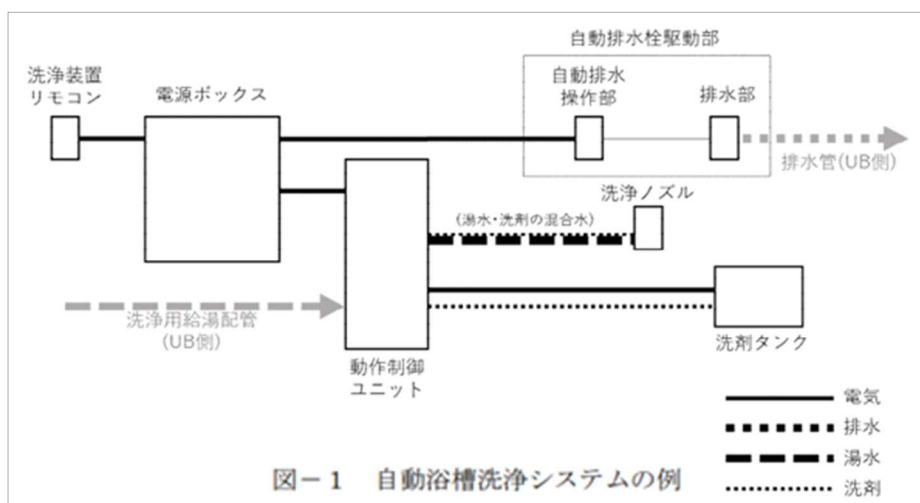 自動排水栓駆動部
洗浄装置
リモコン
電源ボックス
自動排水
操作部
排水部
排水管(UB側)
洗浄ノズル
(湯水・洗剤の混合水)
洗浄用給湯配管
(UB側)
動作制御
ユニット
洗剤タンク
電気
排水
湯水
洗剤
図－1 自動浴槽洗浄システムの例